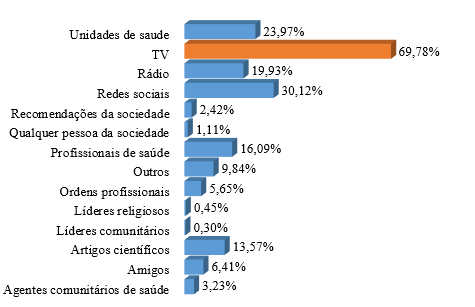 Unidades de saude 23,97%
TV 69,78%
Rádio 19,93%
Redes sociais 30,12%
Recomendações da sociedade 2,42%
Qualquer pessoa da sociedade 1,11%
Profissionais de saúde 16,09%
Outros 9,84%
Ordens profissionais 5,65%
Líderes religiosos 0,45%
Líderes comunitários 0,30%
Artigos científicos 13,57%
Amigos 6,41%
Agentes comunitários de saúde 3,23%